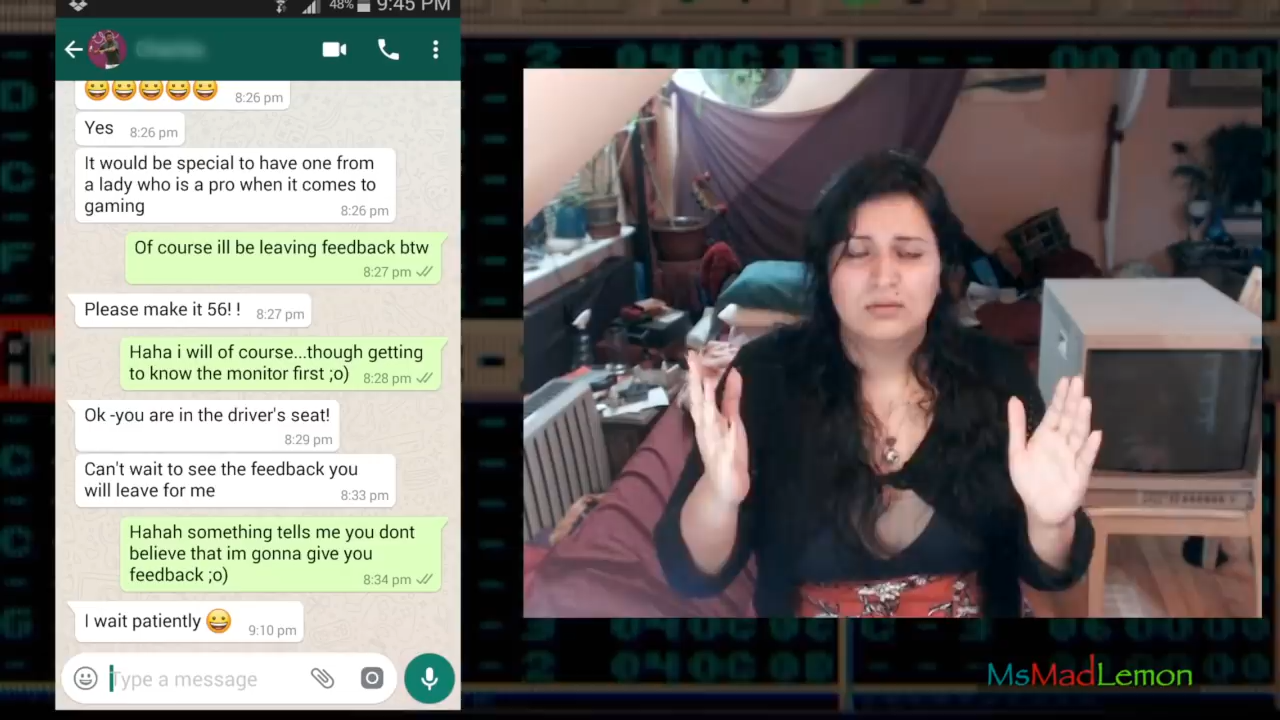 48% 9:45 PM
8:26 pm
Yes 8:26 pm
It would be special to have one from
a lady who is a pro when it comes to
gaming 8:26 pm
Of course ill be leaving feedback btw
8:27 pm
Please make it 56! ! 8:27 pm
Haha i will of course...though getting
to know the monitor first ;o) 8:28 pm
Ok -you are in the driver's seat!
8:29 pm
Can't wait to see the feedback you
will leave for me 8:33 pm
Hahah something tells me you dont
believe that im gonna give you
feedback ;o) 8:34 pm
I wait patiently 😀 9:10 pm
Type a message
MsMadLemon